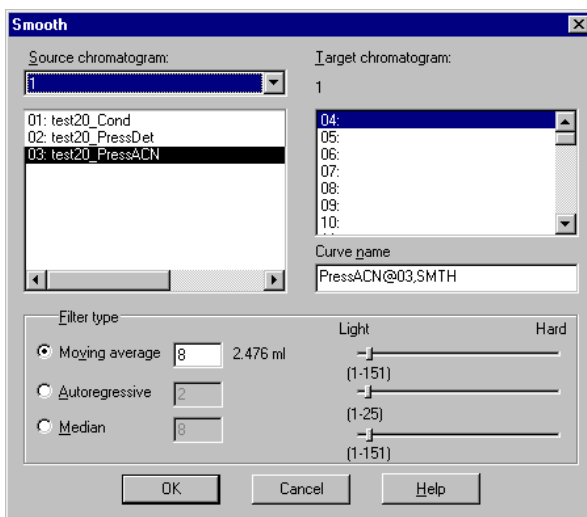 Smooth
Source chromatogram:
1
01: test20_Cond
02: test20_PressDet
03: test20_PressACN
Target chromatogram:
1
04:
05:
06:
07:
08:
09:
10:
Curve name
PressACN@03,SMTH
Filter type
Light Hard
Moving average 8 2.476 ml
(1-151)
Autoregressive 2
(1-25)
Median 8
(1-151)
OK Cancel Help